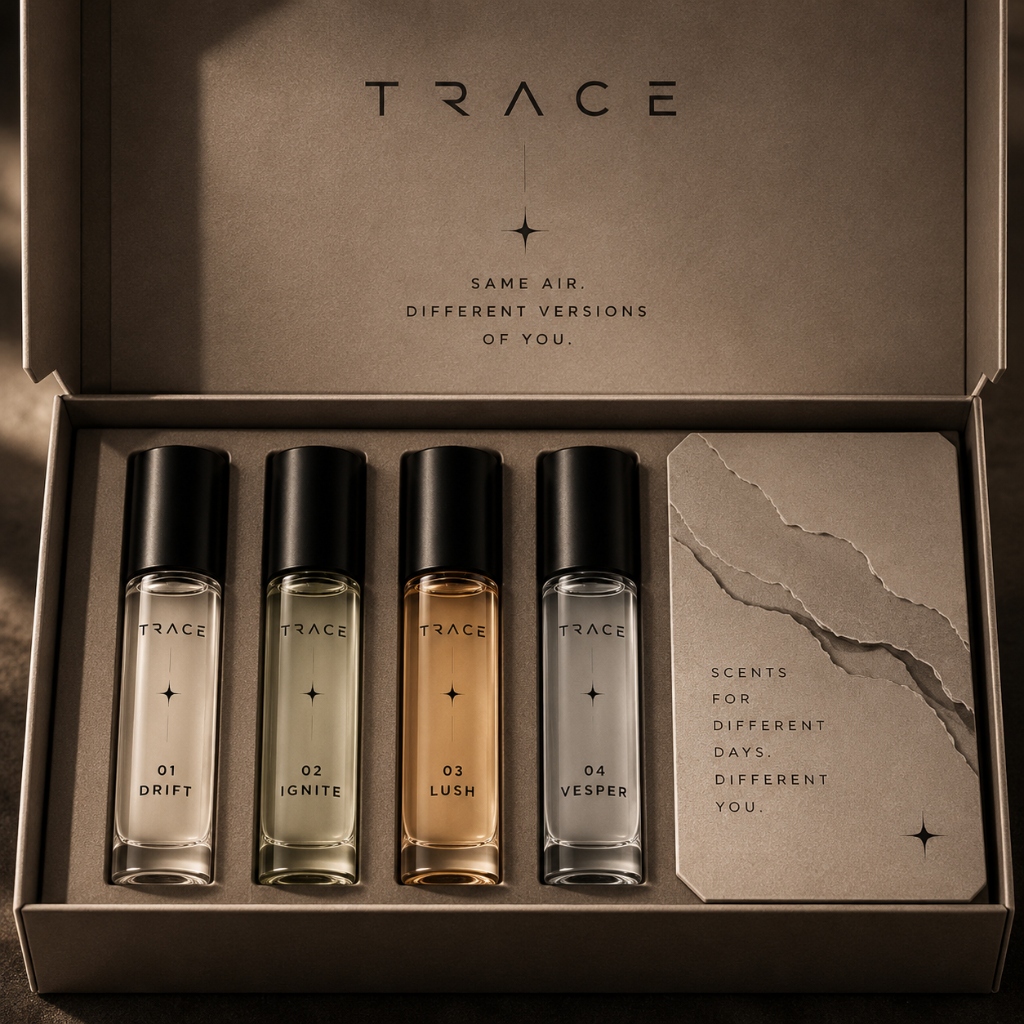 TRACE
SAME AIR.
DIFFERENT VERSIONS
OF YOU.
TRACE
01
DRIFT
TRACE
02
IGNITE
TRACE
03
LUSH
TRACE
04
VESPER
SCENTS
FOR
DIFFERENT
DAYS.
DIFFERENT
YOU.